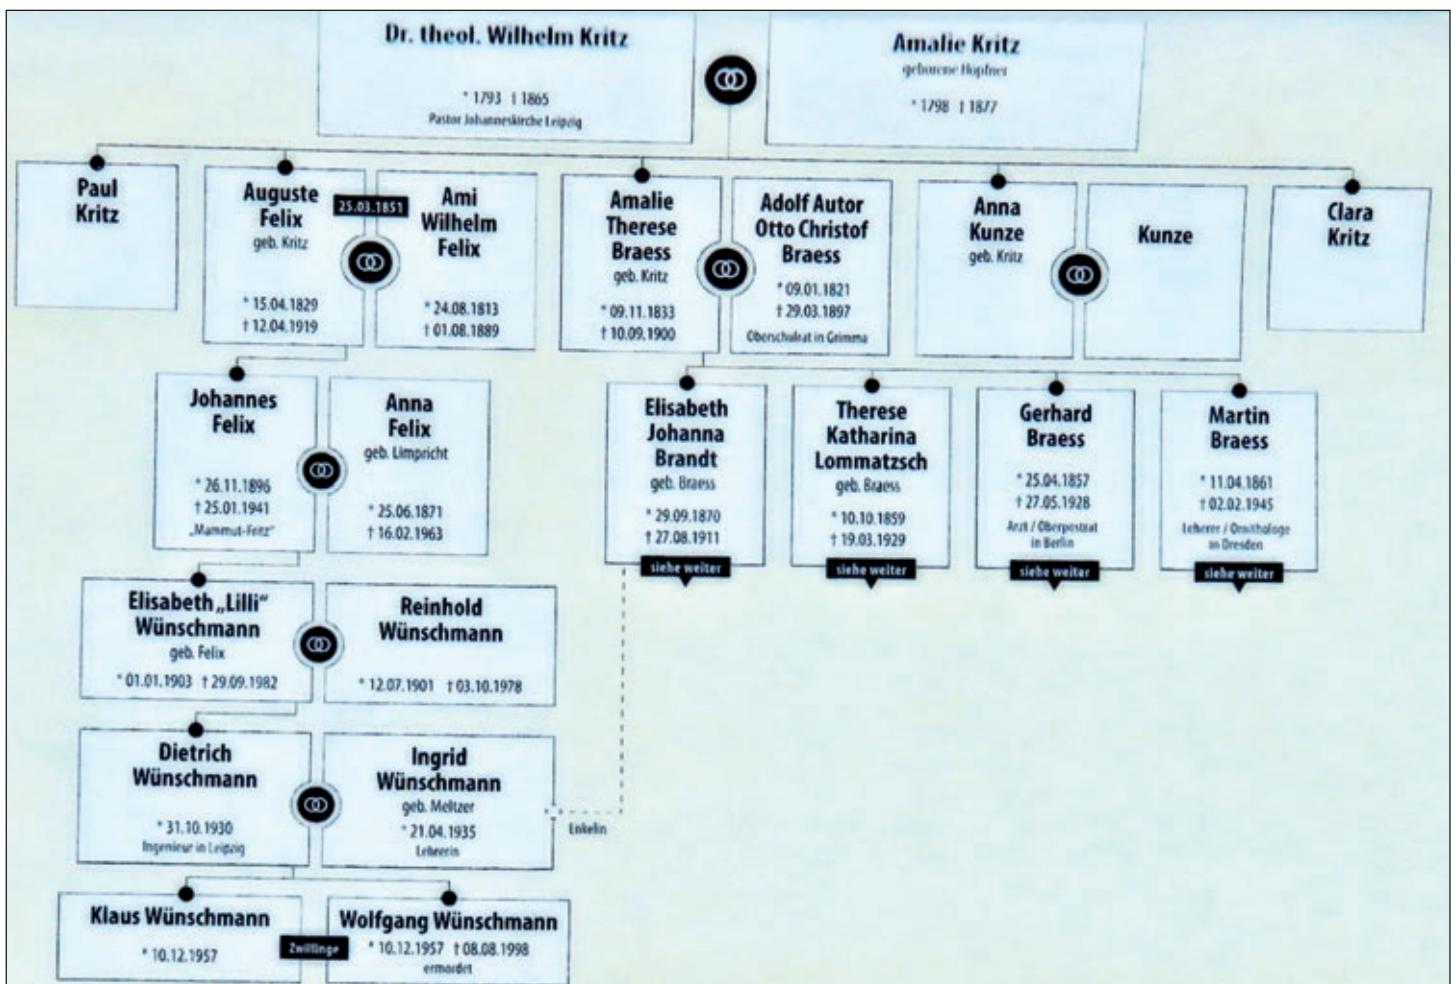 Dr. theol. Wilhelm Kritz
* 1793 † 1865
Pastor Johanneskirche Leipzig
Amalie Kritz
geborene Höpfner
* 1798 † 1877
Paul
Kritz
Auguste
Felix
geb. Kritz
* 15.04.1829
† 12.04.1919
25.03.1851
Ami
Wilhelm
Felix
* 24.08.1813
† 01.08.1889
Amalie
Therese
Braess
geb. Kritz
* 09.11.1833
† 10.09.1900
Adolf Autor
Otto Christof
Braess
* 09.01.1821
† 29.03.1897
Oberschulrat in Grimma
Anna
Kunze
geb. Kritz
Kunze
Clara
Kritz
Johannes
Felix
* 26.11.1896
† 25.01.1941
„Mammut-Fritz“
Anna
Felix
geb. Limpricht
* 25.06.1871
† 16.02.1963
Elisabeth
Johanna
Brandt
geb. Braess
* 29.09.1870
† 27.08.1911
siehe weiter
Therese
Katharina
Lommatzsch
geb. Braess
* 10.10.1859
† 19.03.1929
siehe weiter
Gerhard
Braess
* 25.04.1857
† 27.05.1928
Arzt / Oberpostrat
in Berlin
siehe weiter
Martin
Braess
* 11.04.1861
† 02.02.1945
Leherer / Ornithologe
in Dresden
siehe weiter
Elisabeth „Lilli“
Wünschmann
geb. Felix
* 01.01.1903 † 29.09.1982
Reinhold
Wünschmann
* 12.07.1901 † 03.10.1978
Dietrich
Wünschmann
* 31.10.1930
Ingenieur in Leipzig
Ingrid
Wünschmann
geb. Meltzer
* 21.04.1935
Leherin
Enkelin
Klaus Wünschmann
* 10.12.1957
Zwillinge
Wolfgang Wünschmann
* 10.12.1957 † 08.08.1998
ermordet